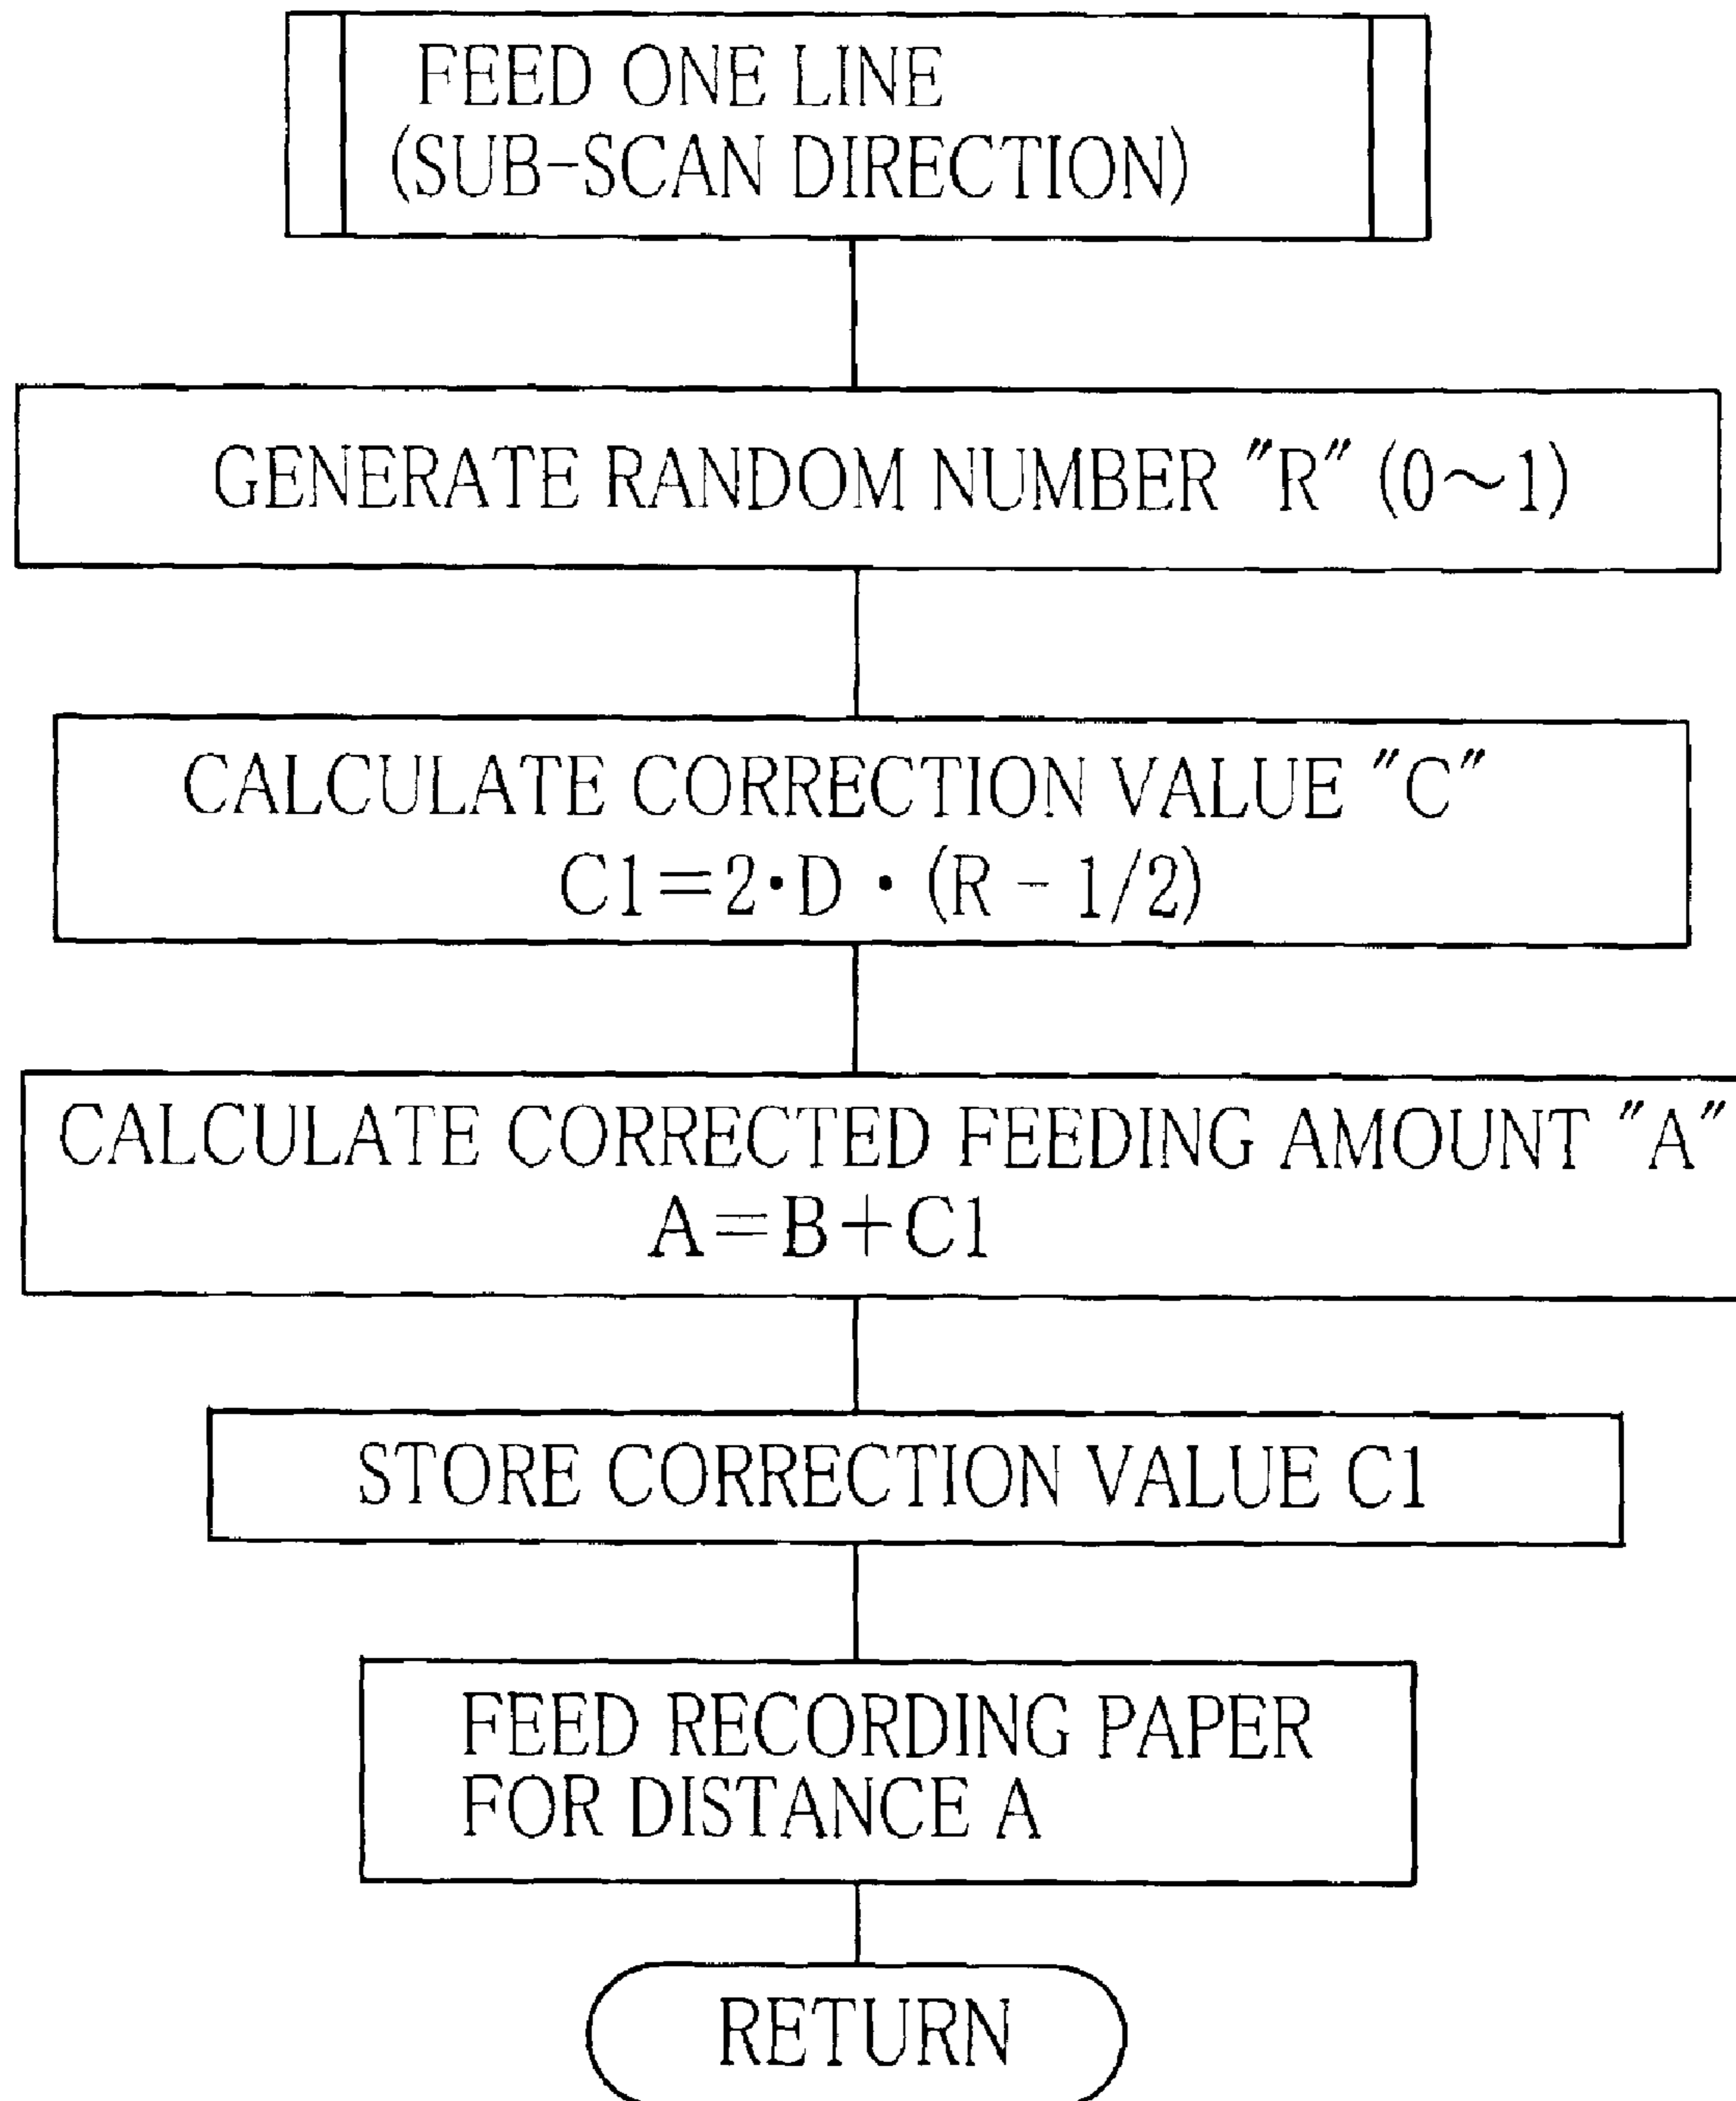 FEED ONE LINE
(SUB-SCAN DIRECTION)
GENERATE RANDOM NUMBER "R" (0~1)
CALCULATE CORRECTION VALUE "C"
C1=2·D·(R-1/2)
CALCULATE CORRECTED FEEDING AMOUNT "A"
A=B+C1
STORE CORRECTION VALUE C1
FEED RECORDING PAPER
FOR DISTANCE A
RETURN